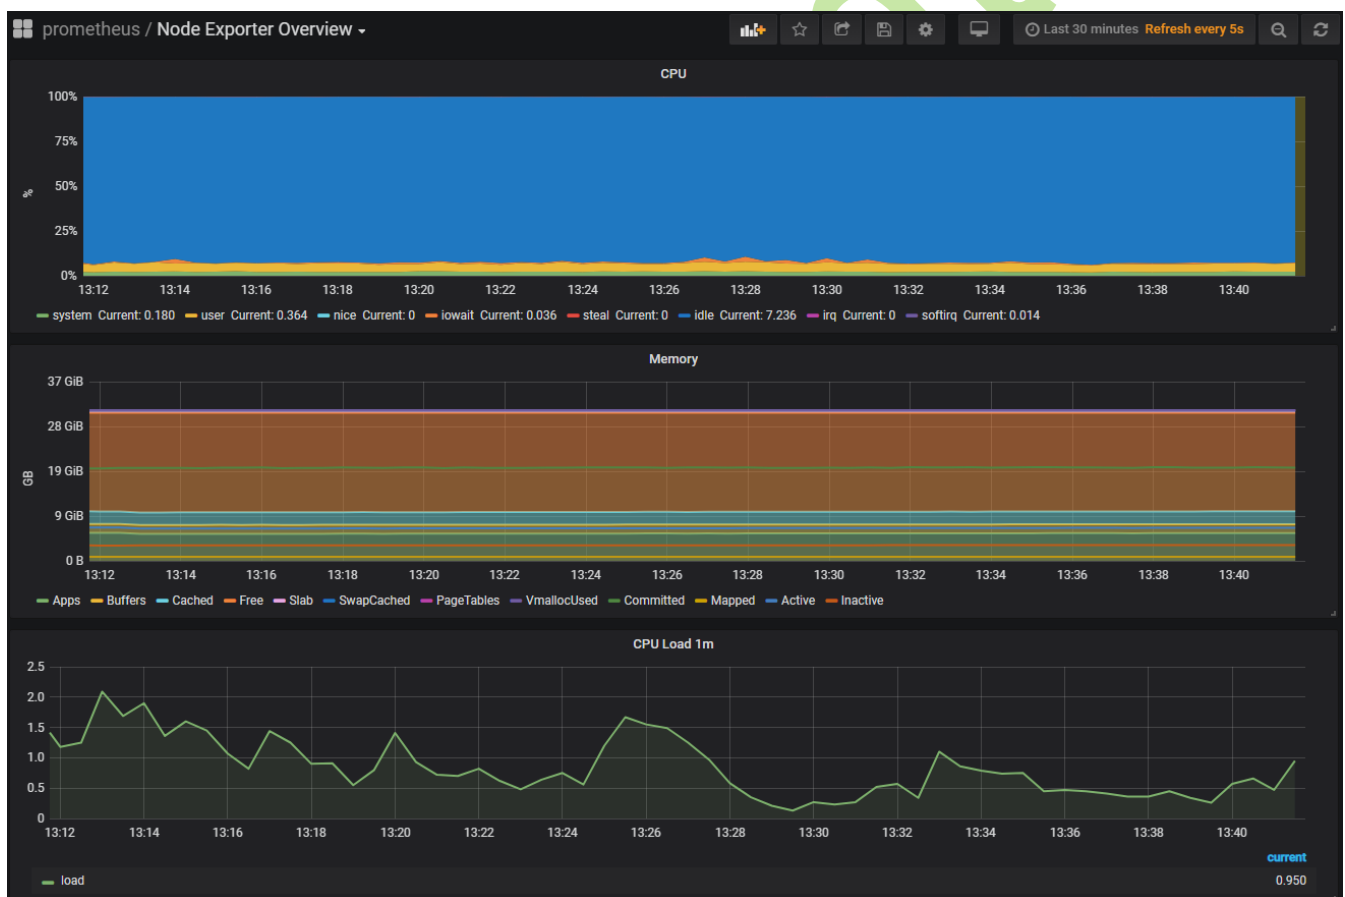 prometheus / Node Exporter Overview
Last 30 minutes Refresh every 5s
CPU
100%
75%
50%
25%
0%
%
13:12 13:14 13:16 13:18 13:20 13:22 13:24 13:26 13:28 13:30 13:32 13:34 13:36 13:38 13:40
system Current: 0.180 user Current: 0.364 nice Current: 0 iowait Current: 0.036 steal Current: 0 idle Current: 7.236 irq Current: 0 softirq Current: 0.014
Memory
37 GiB
28 GiB
19 GiB
9 GiB
0 B
GB
13:12 13:14 13:16 13:18 13:20 13:22 13:24 13:26 13:28 13:30 13:32 13:34 13:36 13:38 13:40
Apps Buffers Cached Free Slab SwapCached PageTables VmallocUsed Committed Mapped Active Inactive
CPU Load 1m
2.5
2.0
1.5
1.0
0.5
0
13:12 13:14 13:16 13:18 13:20 13:22 13:24 13:26 13:28 13:30 13:32 13:34 13:36 13:38 13:40
current
load 0.950